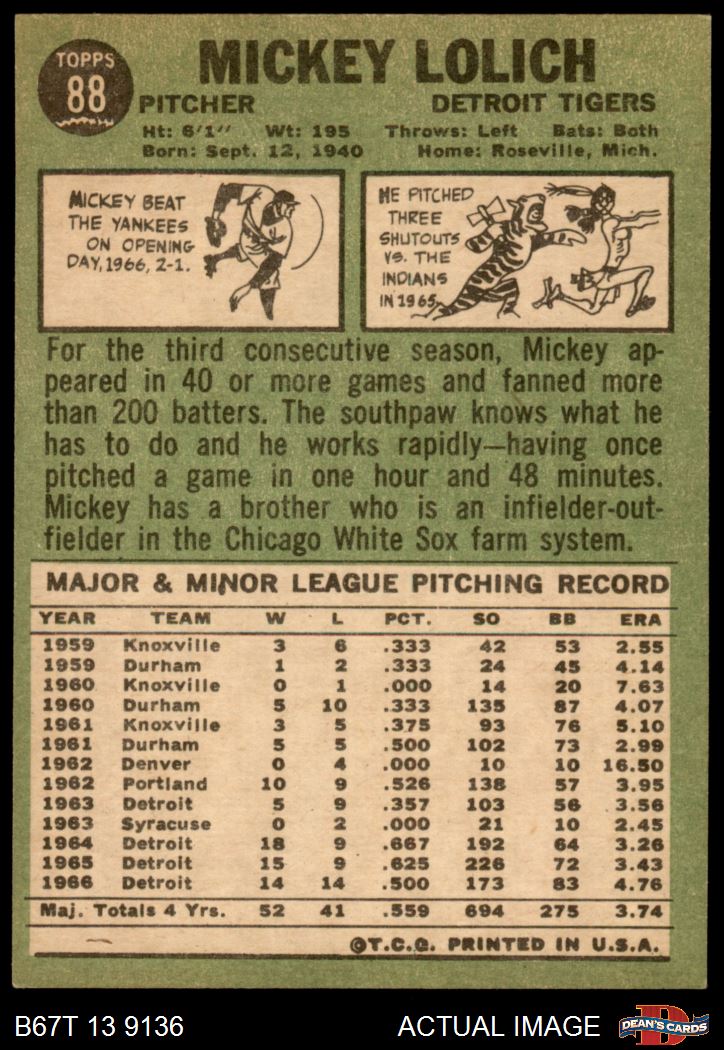 TOPPS
88
MICKEY LOLICH
PITCHER DETROIT TIGERS
Ht: 6'1" Wt: 195 Throws: Left Bats: Both
Born: Sept. 12, 1940 Home: Roseville, Mich.
MICKEY BEAT
THE YANKEES
ON OPENING
DAY, 1966, 2-1.
HE PITCHED
THREE
SHUTOUTS
VS. THE
INDIANS
IN 1965
For the third consecutive season, Mickey ap-
peared in 40 or more games and fanned more
than 200 batters. The southpaw knows what he
has to do and he works rapidly—having once
pitched a game in one hour and 48 minutes.
Mickey has a brother who is an infielder-out-
fielder in the Chicago White Sox farm system.
MAJOR & MINOR LEAGUE PITCHING RECORD
YEAR TEAM W L PCT. SO BB ERA
1959 Knoxville 3 6 .333 42 53 2.55
1959 Durham 1 2 .333 24 45 4.14
1960 Knoxville 0 1 .000 14 20 7.63
1960 Durham 5 10 .333 135 87 4.07
1961 Knoxville 3 5 .375 93 76 5.10
1961 Durham 5 5 .500 102 73 2.99
1962 Denver 0 4 .000 10 10 16.50
1962 Portland 10 9 .526 138 57 3.95
1963 Detroit 5 9 .357 103 56 3.56
1963 Syracuse 0 2 .000 21 10 2.45
1964 Detroit 18 9 .667 192 64 3.26
1965 Detroit 15 9 .625 226 72 3.43
1966 Detroit 14 14 .500 173 83 4.76
Maj. Totals 4 Yrs. 52 41 .559 694 275 3.74
©T.C.G. PRINTED IN U.S.A.
B67T 13 9136 ACTUAL IMAGE
D
DEAN'S CARDS